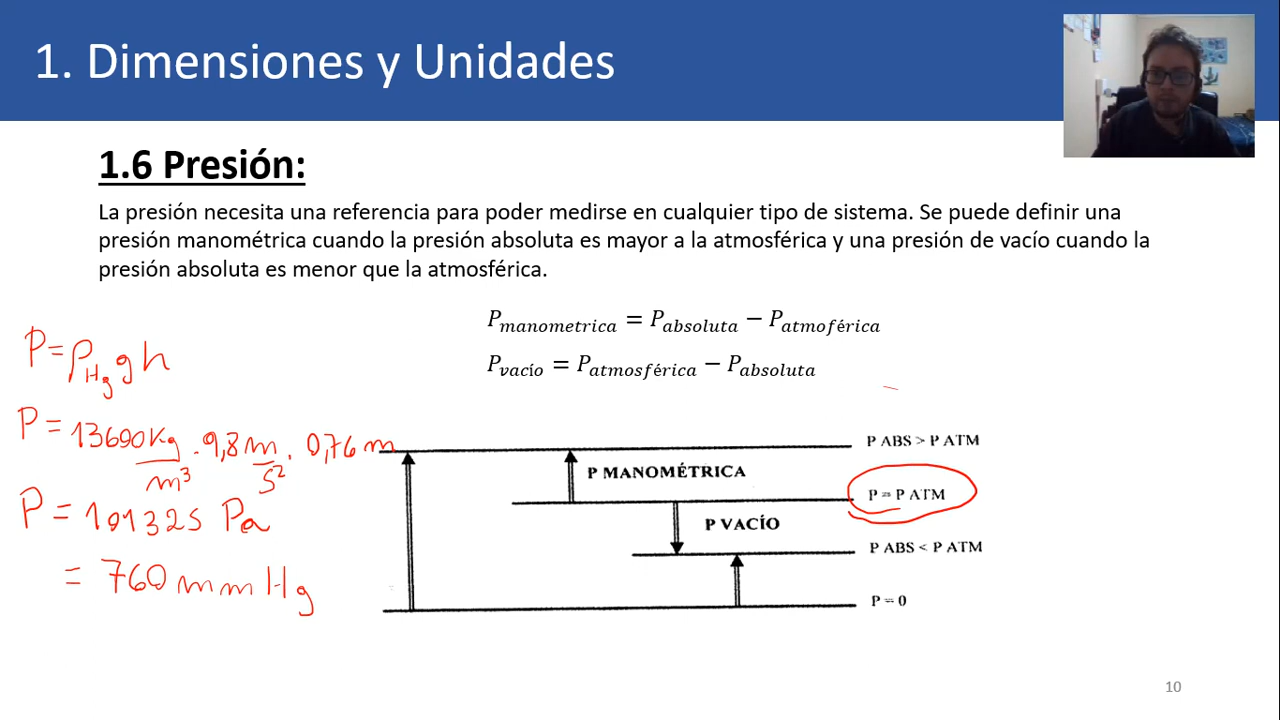 1. Dimensiones y Unidades
1.6 Presión:
La presión necesita una referencia para poder medirse en cualquier tipo de sistema. Se puede definir una
presión manométrica cuando la presión absoluta es mayor a la atmosférica y una presión de vacío cuando la
presión absoluta es menor que la atmosférica.
P_manometrica = P_absoluta − P_atmoférica
P_vacío = P_atmosférica − P_absoluta
P = ρ_Hg g h
P = 13600 Kg/m³ · 9,8 m/s² · 0,76 m
P = 101325 Pa
= 760 mmHg
P ABS > P ATM
P MANOMÉTRICA
P = P ATM
P VACÍO
P ABS < P ATM
P = 0
10